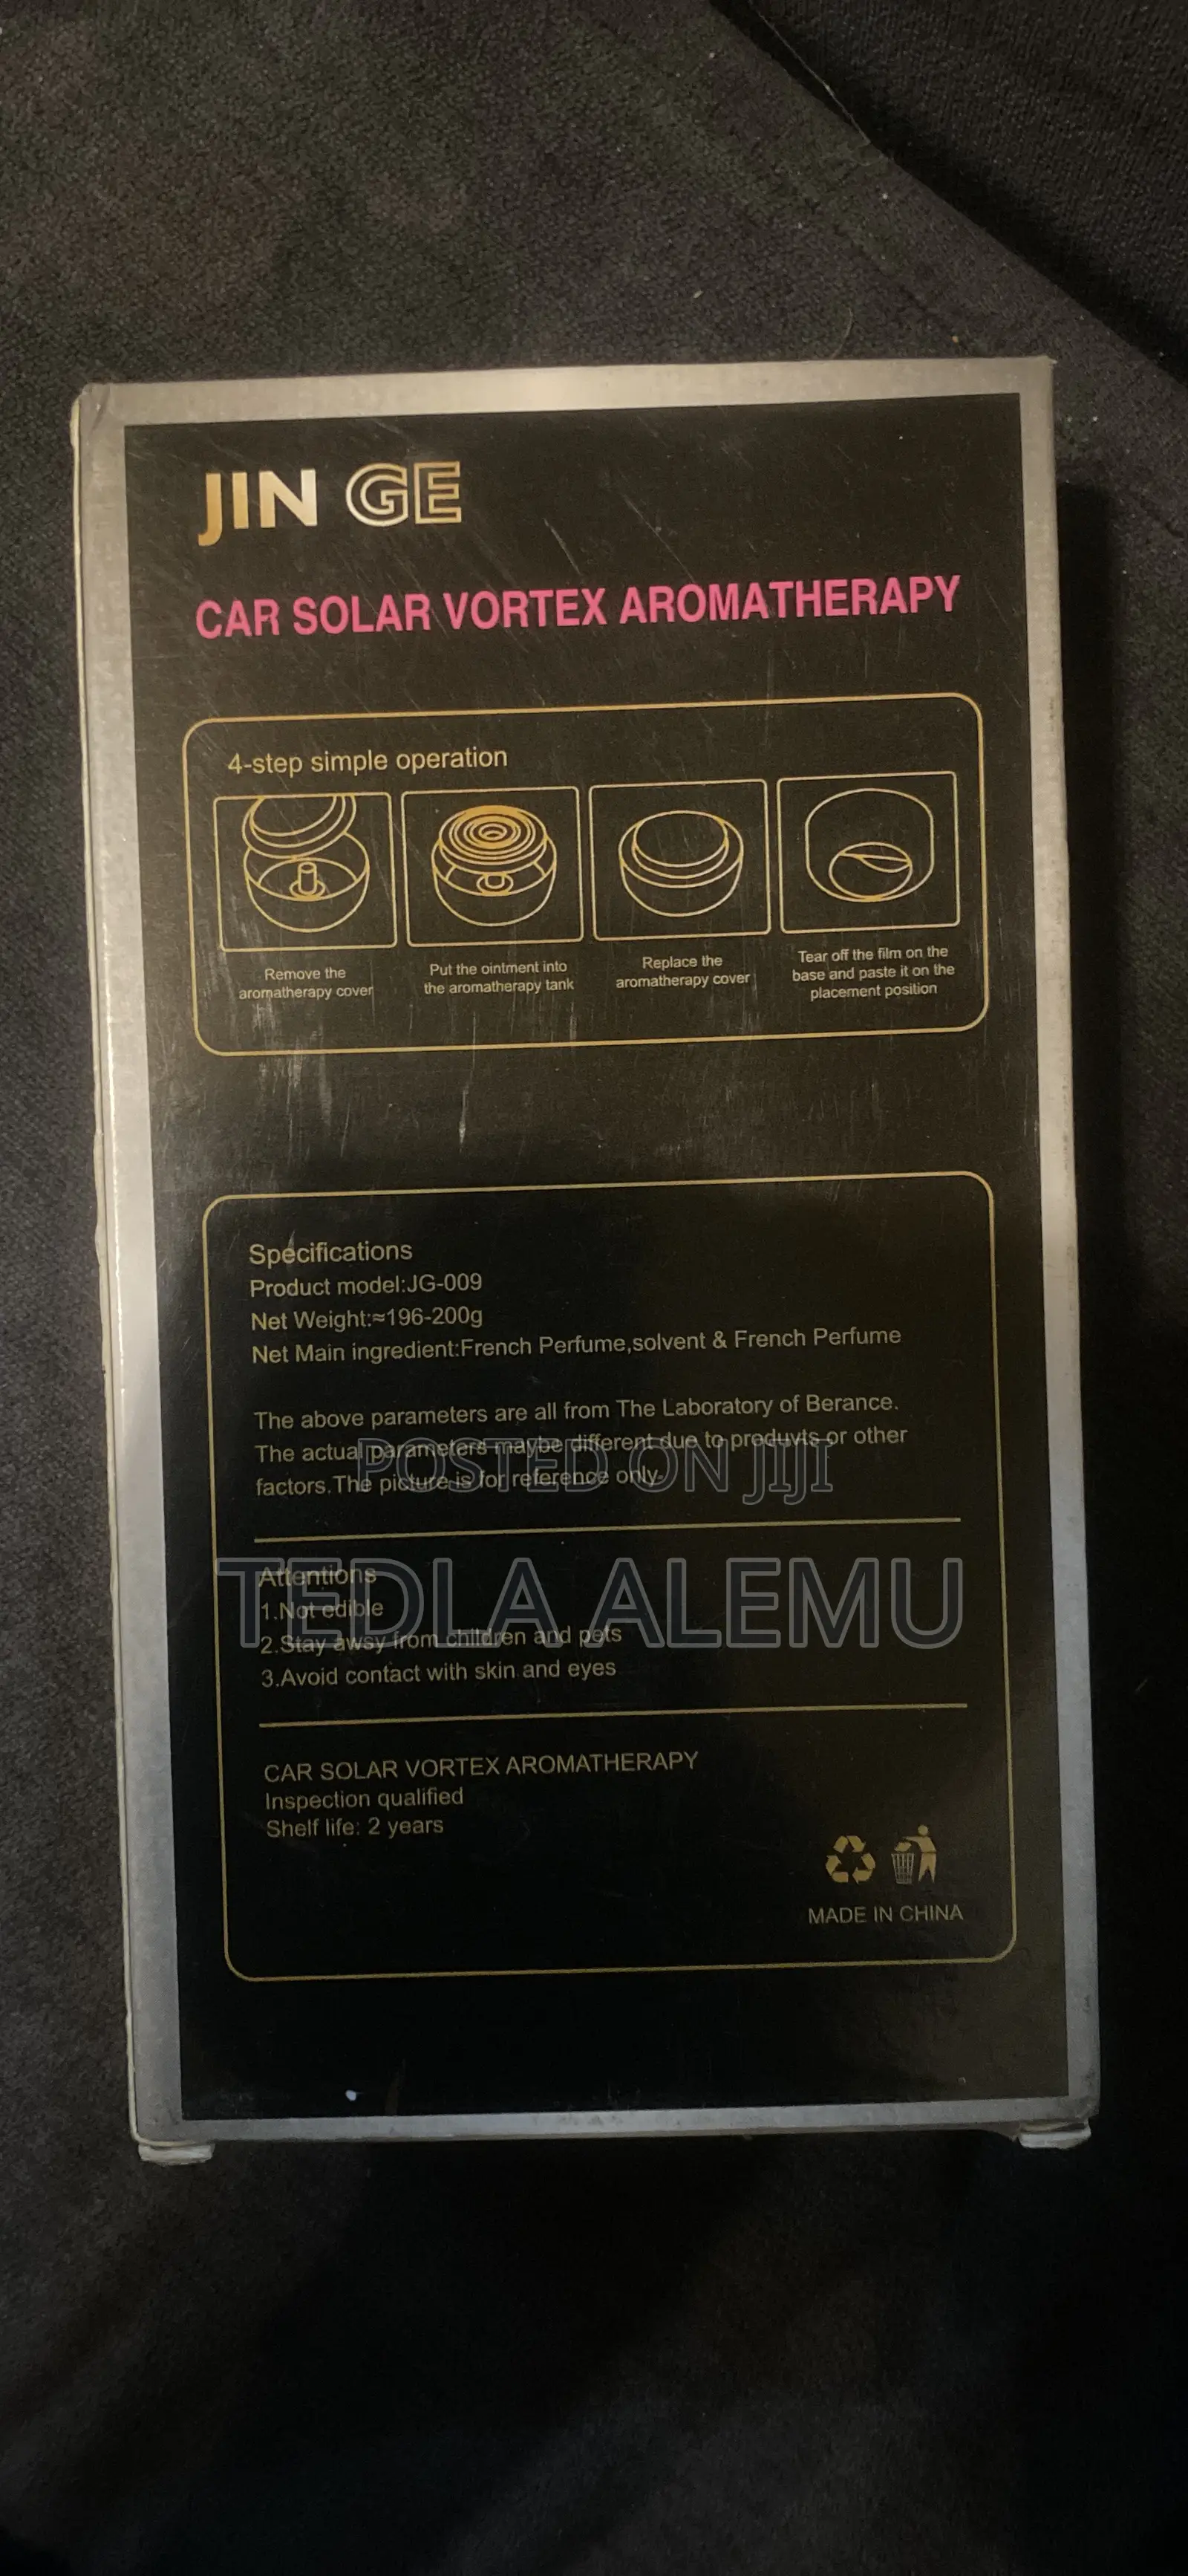 JIN GE
CAR SOLAR VORTEX AROMATHERAPY
4-step simple operation
Remove the
aromatherapy cover
Put the ointment into
the aromatherapy tank
Replace the
aromatherapy cover
Tear off the film on the
base and paste it on the
placement position
Specifications
Product model:JG-009
Net Weight:≈196-200g
Net Main ingredient:French Perfume,solvent & French Perfume
The above parameters are all from The Laboratory of Berance.
The actual parameters maybe different due to produvts or other
factors.The picture is for reference only.
POSTED ON JIJI
TEDLA ALEMU
Attentions
1.Not edible
2.Stay awsy from children and pets
3.Avoid contact with skin and eyes
CAR SOLAR VORTEX AROMATHERAPY
Inspection qualified
Shelf life: 2 years
MADE IN CHINA